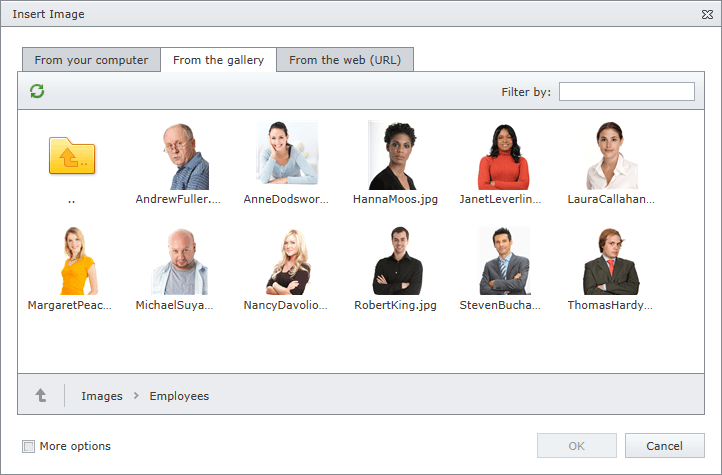 Insert Image
From your computer
From the gallery
From the web (URL)
Filter by:
..
AndrewFuller....
AnneDodswor...
HannaMoos.jpg
JanetLeverlin...
LauraCallahan...
MargaretPeac...
MichaelSuya...
NancyDavolio...
RobertKing.jpg
StevenBucha...
ThomasHardy...
Images > Employees
More options
OK
Cancel